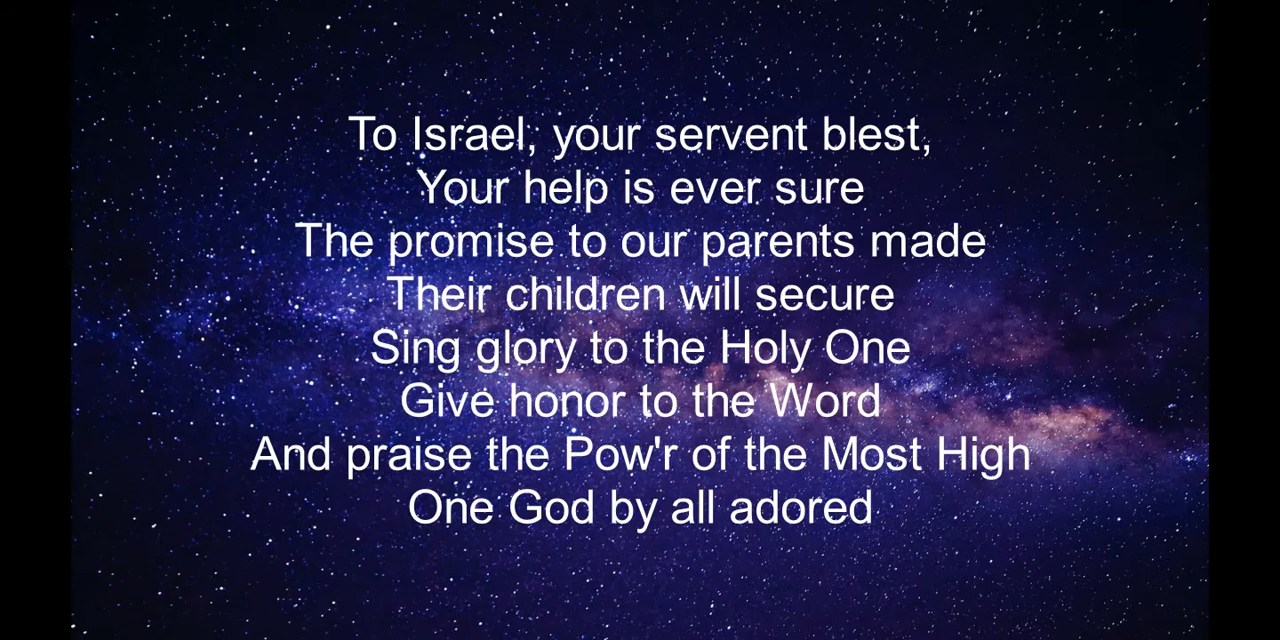 To Israel, your servent blest,
Your help is ever sure
The promise to our parents made
Their children will secure
Sing glory to the Holy One
Give honor to the Word
And praise the Pow'r of the Most High
One God by all adored